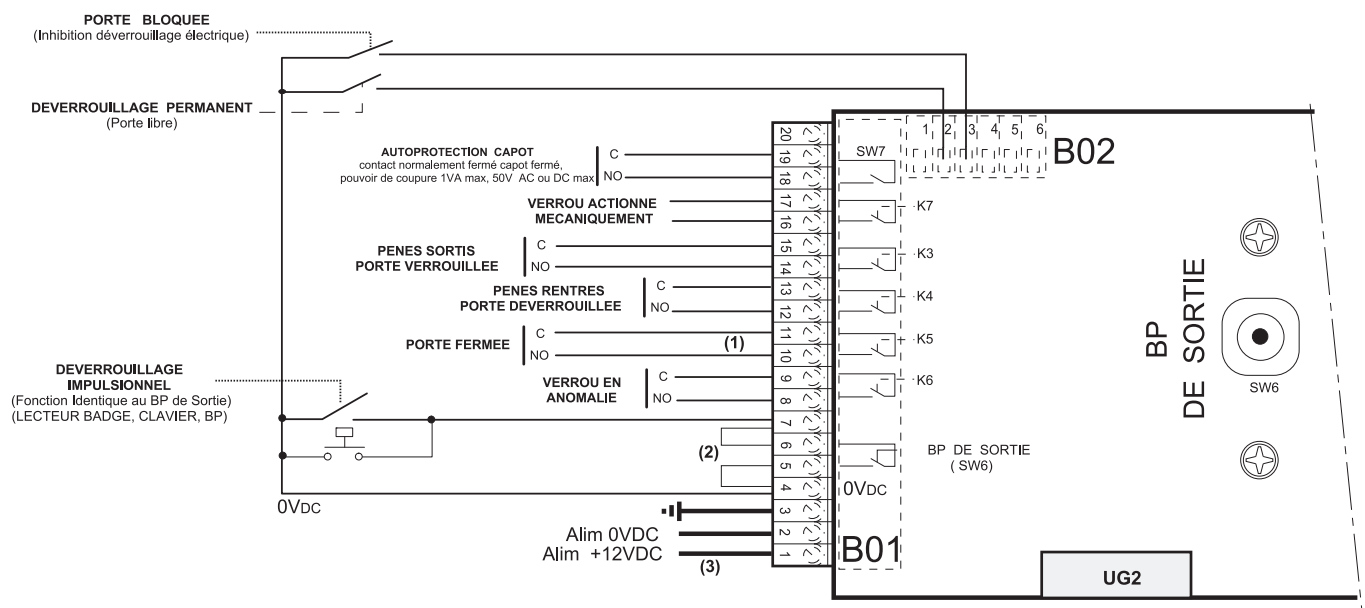 PORTE BLOQUEE
(Inhibition déverrouillage électrique)
DEVERROUILLAGE PERMANENT
(Porte libre)
AUTOPROTECTION CAPOT
contact normalement fermé capot fermé,
pouvoir de coupure 1VA max, 50V AC ou DC max
C
NO
VERROU ACTIONNE
MECANIQUEMENT
PENES SORTIS
PORTE VERROUILLEE
C
NO
PENES RENTRES
PORTE DEVERROUILLEE
C
NO
PORTE FERMEE
C
NO
(1)
VERROU EN
ANOMALIE
C
NO
DEVERROUILLAGE
IMPULSIONNEL
(Fonction Identique au BP de Sortie)
(LECTEUR BADGE, CLAVIER, BP)
(2)
0VDC
Alim 0VDC
Alim +12VDC
(3)
20
19
18
17
16
15
14
13
12
11
10
9
8
7
6
5
4
3
2
1
SW7
K7
K3
K4
K5
K6
BP DE SORTIE
( SW6)
0VDC
B01
1 2 3 4 5 6
B02
BP
DE SORTIE
SW6
UG2